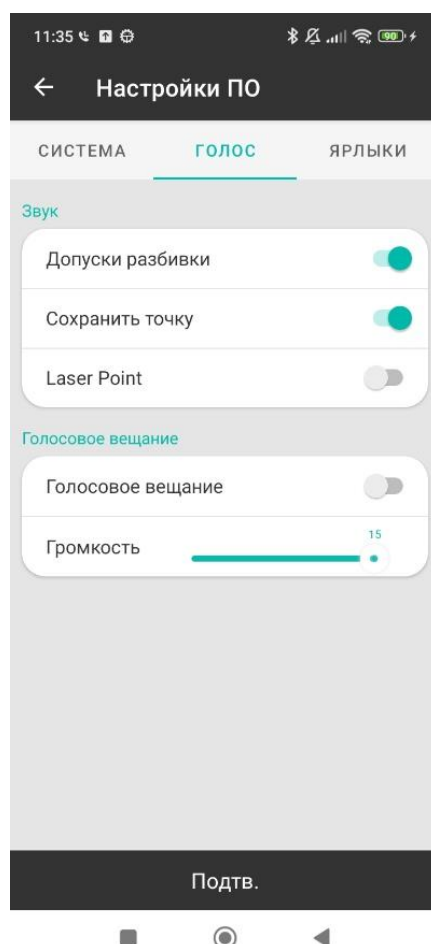 11:35
90
Настройки ПО
СИСТЕМА ГОЛОС ЯРЛЫКИ
Звук
Допуски разбивки
Сохранить точку
Laser Point
Голосовое вещание
Голосовое вещание
15
Громкость
Подтв.